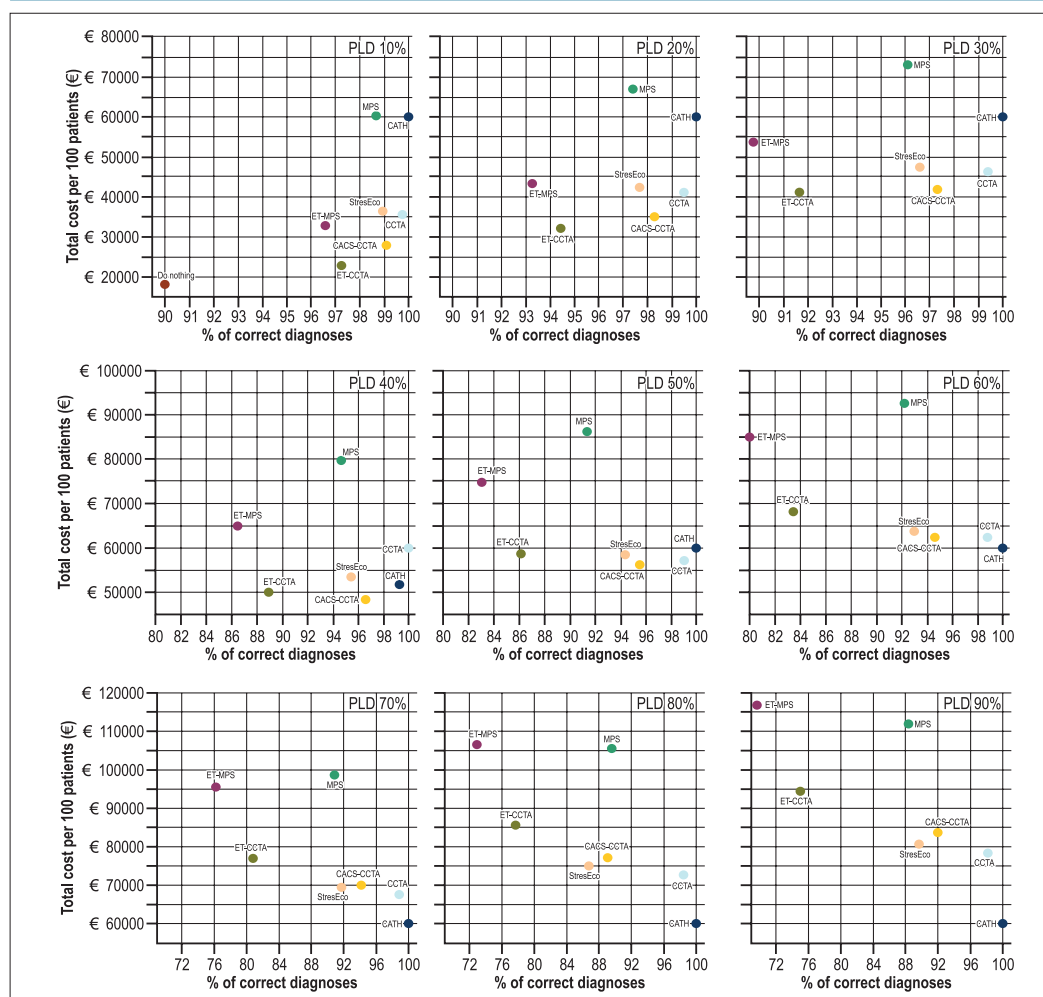 € 80000
€ 70000
€ 60000
€ 50000
€ 40000
€ 30000
€ 20000
Total cost per 100 patients (€)
PLD 10%
MPS
CATH
StresEco
ET-MPS
CCTA
CACS-CCTA
ET-CCTA
Do nothing
90 91 92 93 94 95 96 97 98 99 100
% of correct diagnoses
PLD 20%
MPS
CATH
StresEco
ET-MPS
CCTA
CACS-CCTA
ET-CCTA
90 91 92 93 94 95 96 97 98 99 100
% of correct diagnoses
PLD 30%
MPS
CATH
ET-MPS
StresEco
CCTA
CACS-CCTA
ET-CCTA
90 91 92 93 94 95 96 97 98 99 100
% of correct diagnoses
€ 100000
€ 90000
€ 80000
€ 70000
€ 60000
€ 50000
Total cost per 100 patients (€)
PLD 40%
MPS
ET-MPS
CCTA
StresEco
CATH
ET-CCTA
CACS-CCTA
80 82 84 86 88 90 92 94 96 98 100
% of correct diagnoses
PLD 50%
MPS
ET-MPS
CATH
ET-CCTA
StresEco
CCTA
CACS-CCTA
80 82 84 86 88 90 92 94 96 98 100
% of correct diagnoses
PLD 60%
MPS
ET-MPS
ET-CCTA
StresEco
CCTA
CACS-CCTA
CATH
80 82 84 86 88 90 92 94 96 98 100
% of correct diagnoses
€ 120000
€ 110000
€ 100000
€ 90000
€ 80000
€ 70000
€ 60000
Total cost per 100 patients (€)
PLD 70%
ET-MPS
MPS
ET-CCTA
CACS-CCTA
CCTA
StresEco
CATH
72 76 80 84 88 92 96 100
% of correct diagnoses
PLD 80%
ET-MPS
MPS
ET-CCTA
CACS-CCTA
StresEco
CCTA
CATH
72 76 80 84 88 92 96 100
% of correct diagnoses
PLD 90%
ET-MPS
MPS
ET-CCTA
CACS-CCTA
StresEco
CCTA
CATH
72 76 80 84 88 92 96 100
% of correct diagnoses